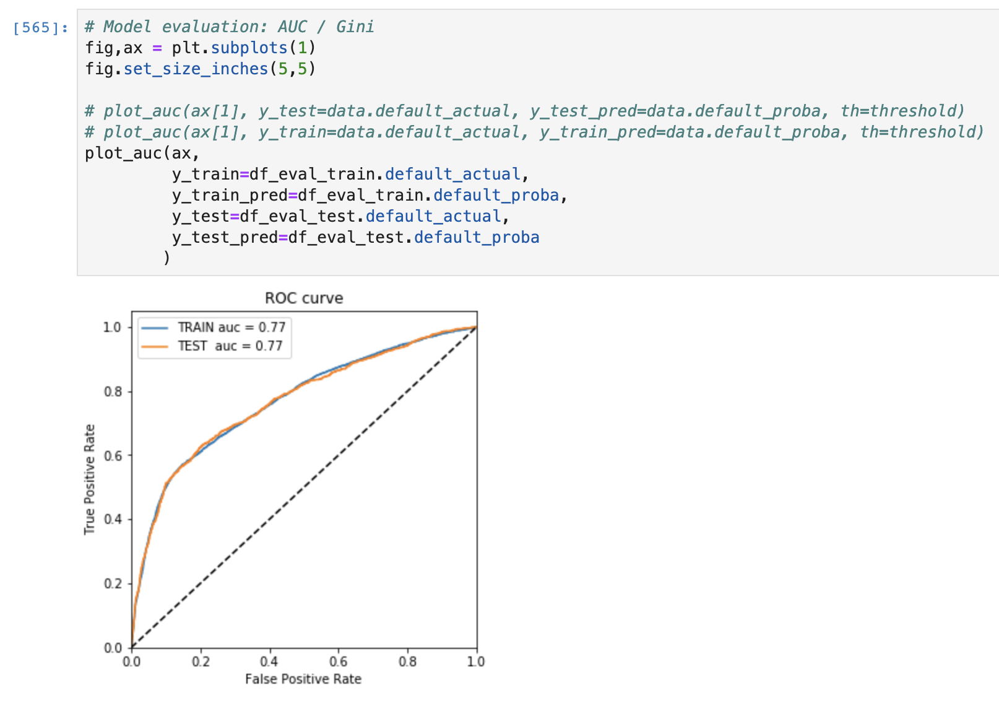 [565]:
# Model evaluation: AUC / Gini
fig,ax = plt.subplots(1)
fig.set_size_inches(5,5)
# plot_auc(ax[1], y_test=data.default_actual, y_test_pred=data.default_proba, th=threshold)
# plot_auc(ax[1], y_train=data.default_actual, y_train_pred=data.default_proba, th=threshold)
plot_auc(ax,
y_train=df_eval_train.default_actual,
y_train_pred=df_eval_train.default_proba,
y_test=df_eval_test.default_actual,
y_test_pred=df_eval_test.default_proba
)
ROC curve
TRAIN auc = 0.77
TEST  auc = 0.77
True Positive Rate
1.0
0.8
0.6
0.4
0.2
0.0
0.0 0.2 0.4 0.6 0.8 1.0
False Positive Rate